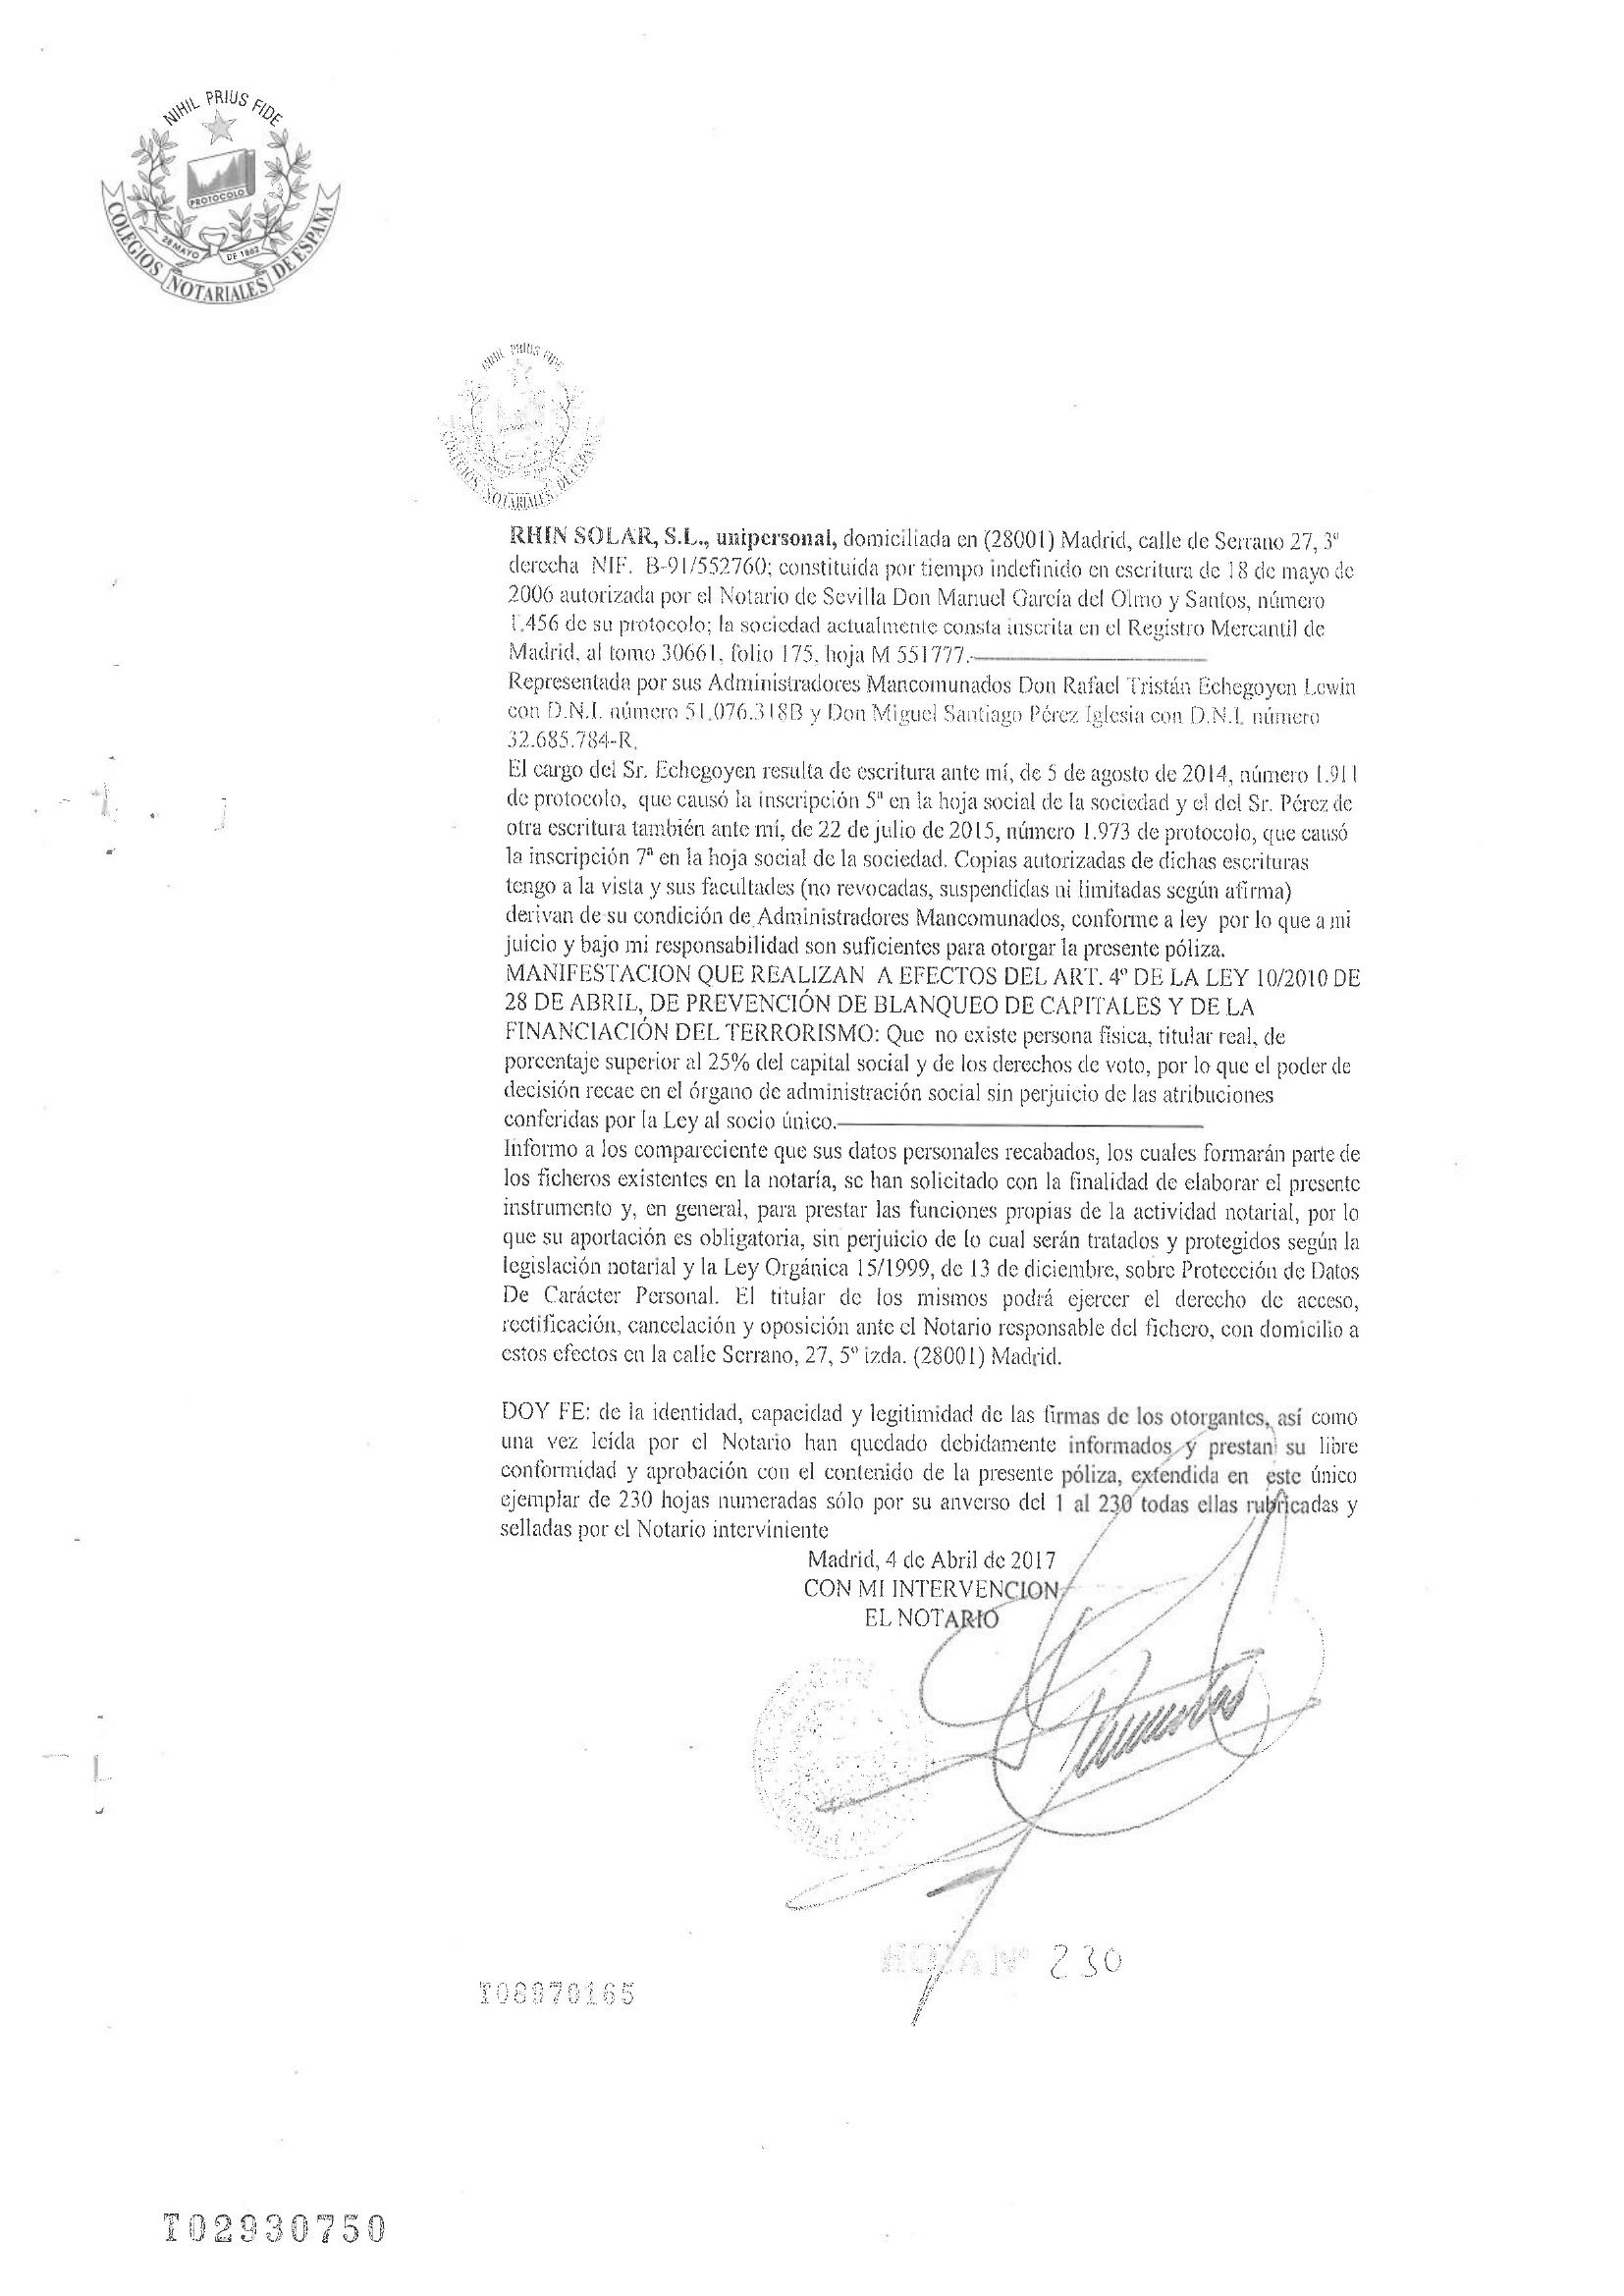 NIHIL PRIUS FIDE
PROTOCOLO
28 MAYO DE 1862
COLEGIOS NOTARIALES DE ESPAÑA
NIHIL PRIUS FIDE
COLEGIOS NOTARIALES DE ESPAÑA
RHIN SOLAR, S.L., unipersonal, domiciliada en (28001) Madrid, calle de Serrano 27, 3º
derecha NIF. B-91/552760; constituida por tiempo indefinido en escritura de 18 de mayo de
2006 autorizada por el Notario de Sevilla Don Manuel García del Olmo y Santos, número
1.456 de su protocolo; la sociedad actualmente consta inscrita en el Registro Mercantil de
Madrid, al tomo 30661, folio 175, hoja M 551777.-
Representada por sus Administradores Mancomunados Don Rafael Tristán Echegoyen Lewin
con D.N.I. número 51.076.318B y Don Miguel Santiago Pérez Iglesia con D.N.I. número
32.685.784-R.
El cargo del Sr. Echegoyen resulta de escritura ante mí, de 5 de agosto de 2014, número 1.911
de protocolo, que causó la inscripción 5ª en la hoja social de la sociedad y el del Sr. Pérez de
otra escritura también ante mí, de 22 de julio de 2015, número 1.973 de protocolo, que causó
la inscripción 7ª en la hoja social de la sociedad. Copias autorizadas de dichas escrituras
tengo a la vista y sus facultades (no revocadas, suspendidas ni limitadas según afirma)
derivan de su condición de Administradores Mancomunados, conforme a ley por lo que a mi
juicio y bajo mi responsabilidad son suficientes para otorgar la presente póliza.
MANIFESTACION QUE REALIZAN A EFECTOS DEL ART. 4º DE LA LEY 10/2010 DE
28 DE ABRIL, DE PREVENCIÓN DE BLANQUEO DE CAPITALES Y DE LA
FINANCIACIÓN DEL TERRORISMO: Que no existe persona física, titular real, de
porcentaje superior al 25% del capital social y de los derechos de voto, por lo que el poder de
decisión recae en el órgano de administración social sin perjuicio de las atribuciones
conferidas por la Ley al socio único.-
Informo a los compareciente que sus datos personales recabados, los cuales formarán parte de
los ficheros existentes en la notaría, se han solicitado con la finalidad de elaborar el presente
instrumento y, en general, para prestar las funciones propias de la actividad notarial, por lo
que su aportación es obligatoria, sin perjuicio de lo cual serán tratados y protegidos según la
legislación notarial y la Ley Orgánica 15/1999, de 13 de diciembre, sobre Protección de Datos
De Carácter Personal. El titular de los mismos podrá ejercer el derecho de acceso,
rectificación, cancelación y oposición ante el Notario responsable del fichero, con domicilio a
estos efectos en la calle Serrano, 27, 5º izda. (28001) Madrid.
DOY FE: de la identidad, capacidad y legitimidad de las firmas de los otorgantes, así como
una vez leida por el Notario han quedado debidamente informados y prestan su libre
conformidad y aprobación con el contenido de la presente póliza, extendida en este único
ejemplar de 230 hojas numeradas sólo por su anverso del 1 al 230 todas ellas rubricadas y
selladas por el Notario interviniente
Madrid, 4 de Abril de 2017
CON MI INTERVENCION
EL NOTARIO
HOJA Nº 230
T08970165
T02930750